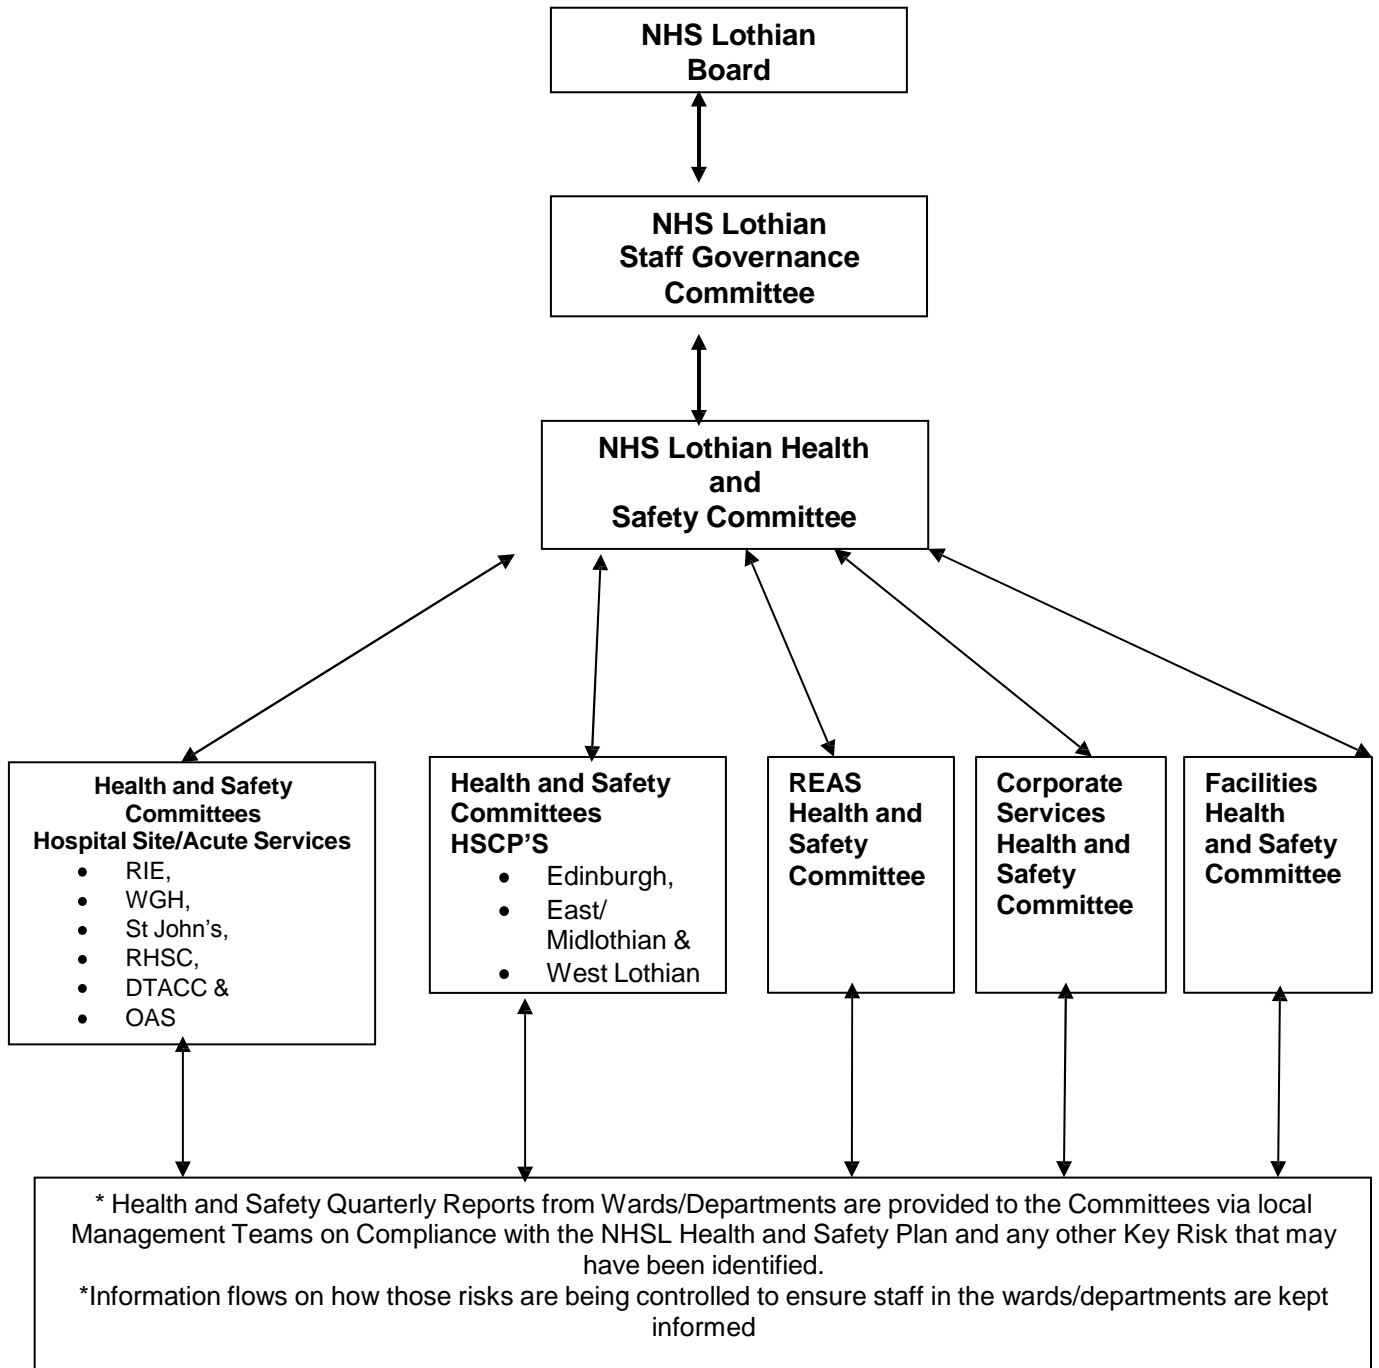 NHS Lothian
Board
NHS Lothian
Staff Governance
Committee
NHS Lothian Health
and
Safety Committee
Health and Safety
Committees
Hospital Site/Acute Services
• RIE,
• WGH,
• St John’s,
• RHSC,
• DTACC &
• OAS
Health and Safety
Committees
HSCP’S
• Edinburgh,
• East/
Midlothian &
• West Lothian
REAS
Health and
Safety
Committee
Corporate
Services
Health and
Safety
Committee
Facilities
Health
and Safety
Committee
* Health and Safety Quarterly Reports from Wards/Departments are provided to the Committees via local
Management Teams on Compliance with the NHSL Health and Safety Plan and any other Key Risk that may
have been identified.
*Information flows on how those risks are being controlled to ensure staff in the wards/departments are kept
informed